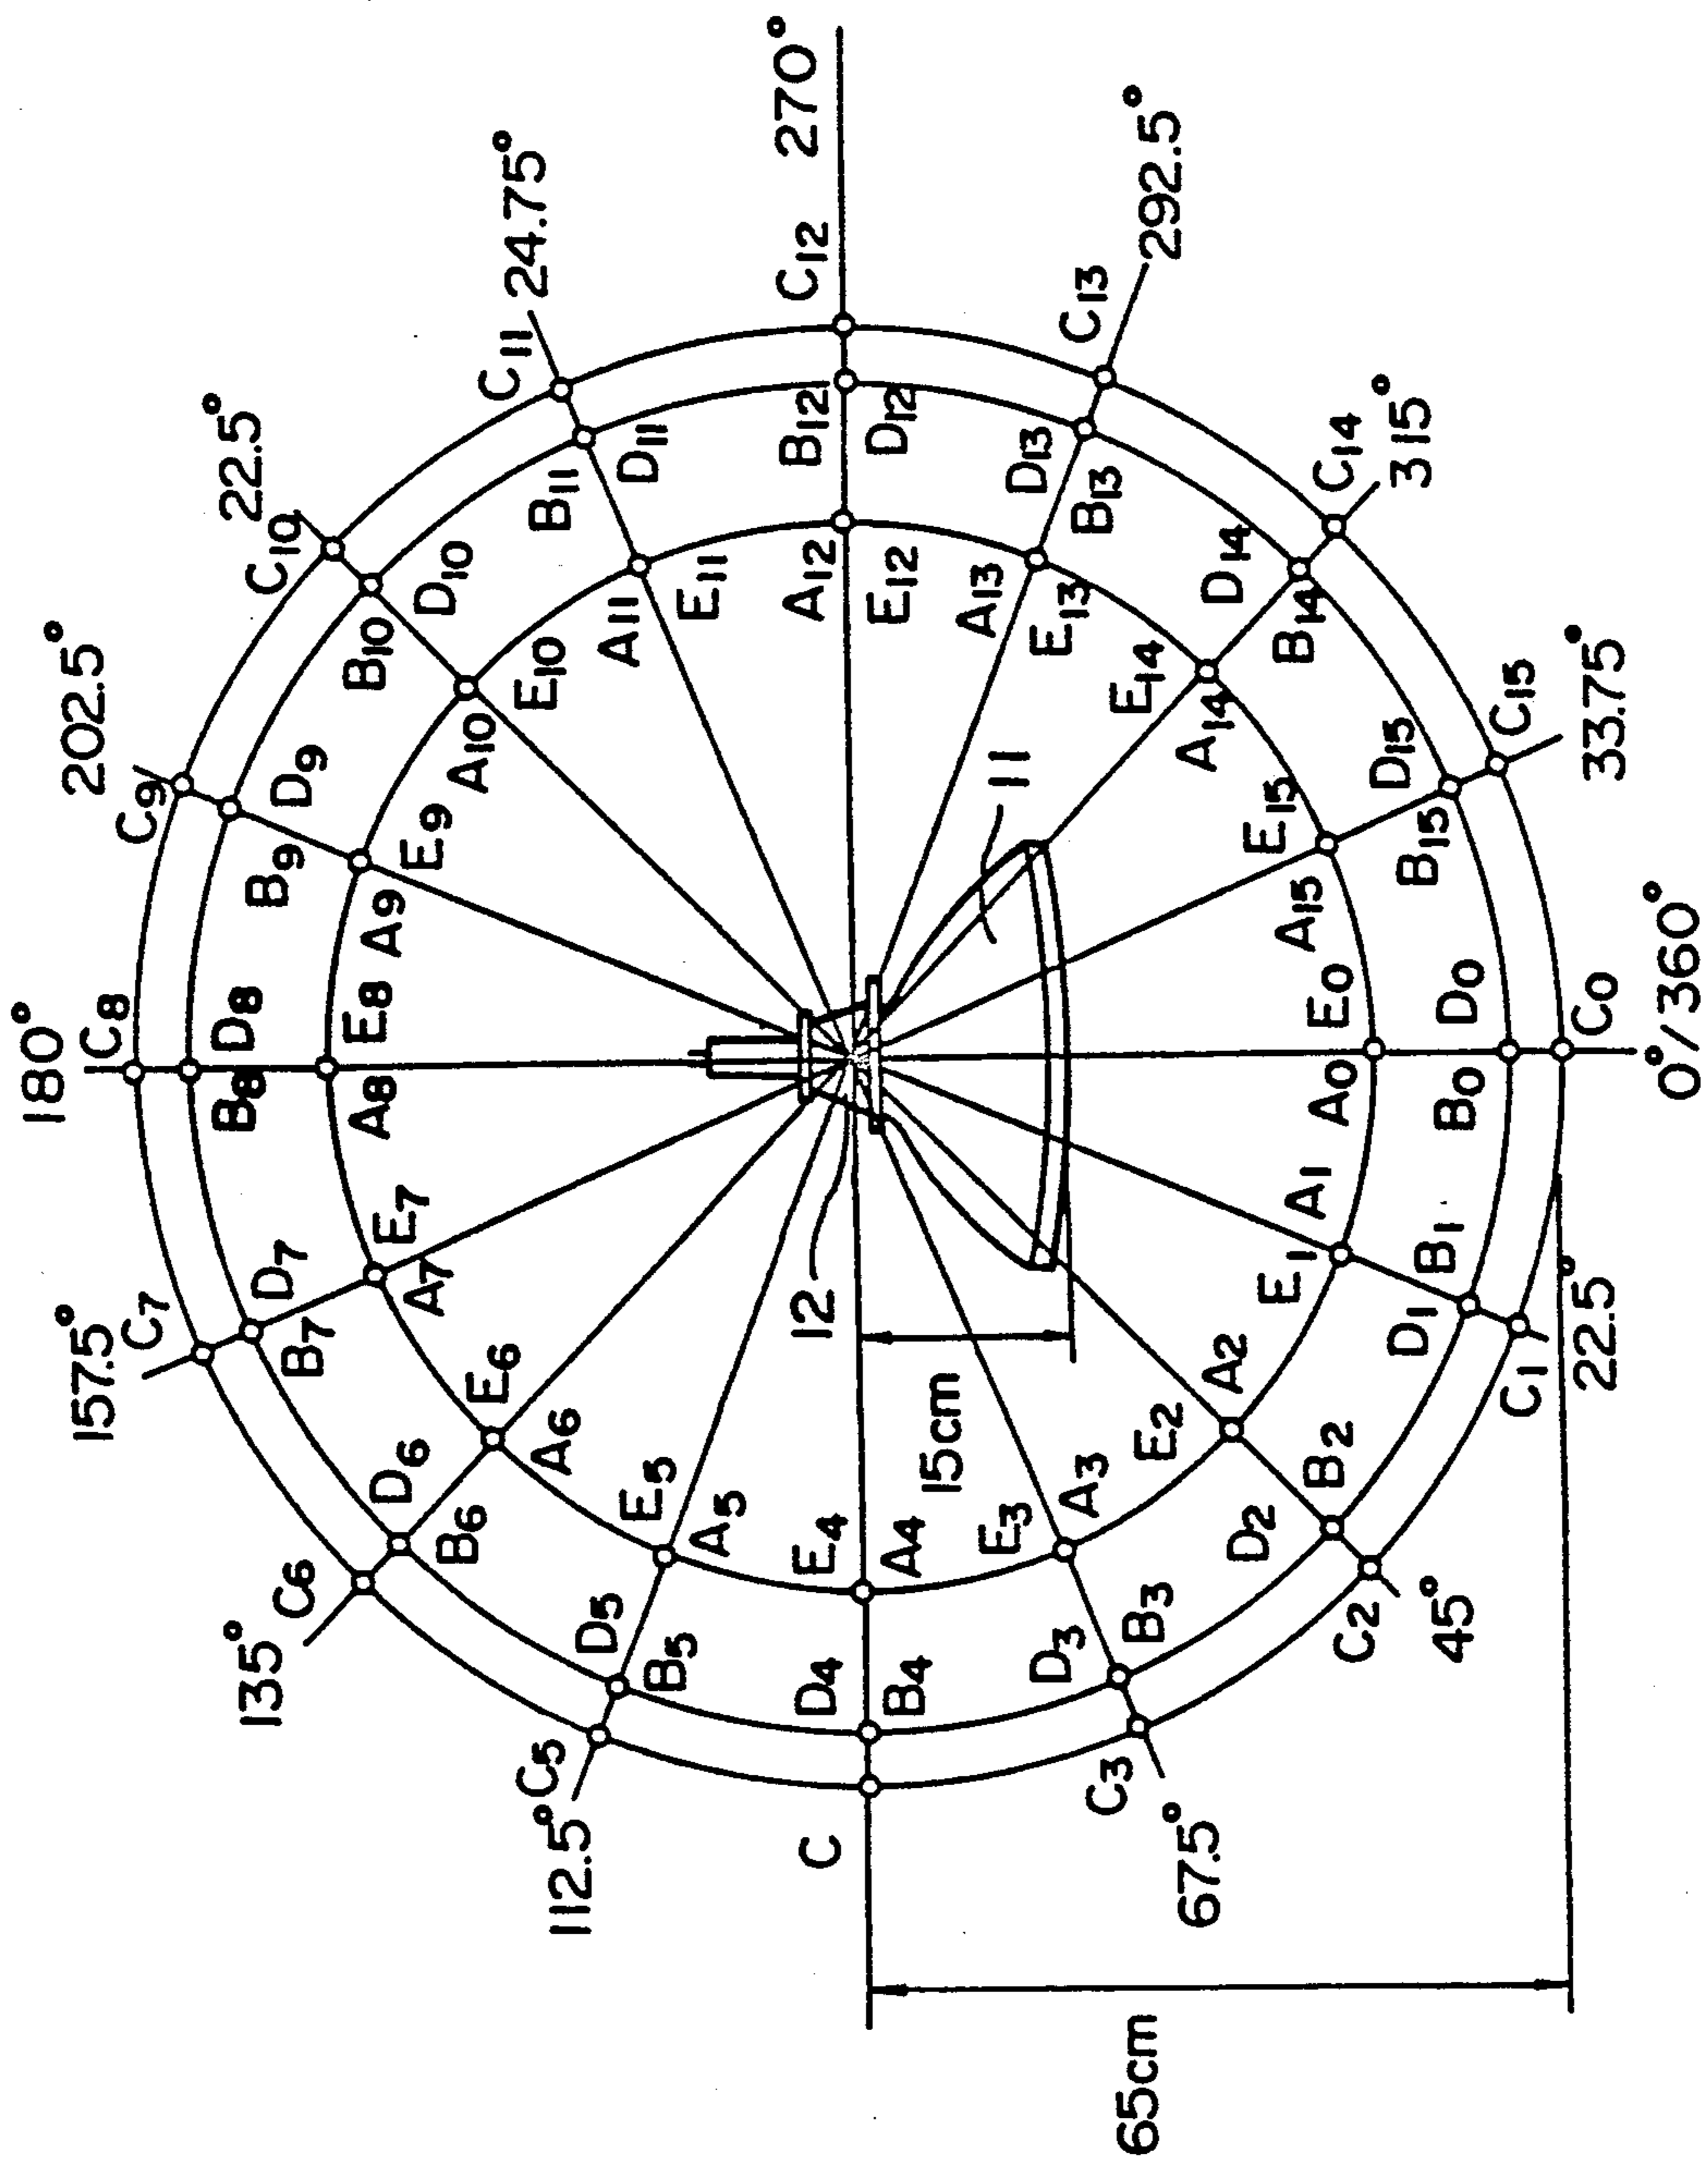 180°
C8
B8
D8
A8
E8
202.5°
C9
D9
B9
E9
A9
22.5°
C10
D10
B10
E10
A10
24.75°
C11
D11
B11
E11
A11
270°
C12
B12
D12
A12
E12
292.5°
C13
D13
B13
A13
E13
315°
C14
D14
B14
E14
A14
33.75°
C15
D15
B15
E15
A15
0°/360°
C0
D0
B0
E0
A0
22.5°
C1
D1
B1
E1
A1
45°
C2
D2
B2
E2
A2
67.5°
C3
D3
B3
E3
A3
C
D4
B4
E4
A4
112.5°
C5
D5
B5
E5
A5
135°
C6
D6
B6
E6
A6
157.5°
C7
D7
B7
E7
A7
11
12
15cm
65cm